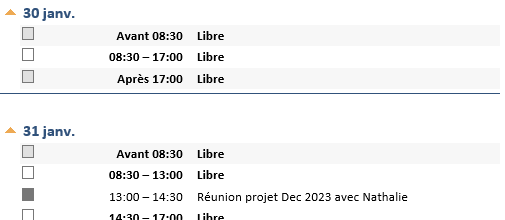 30 janv.
Avant 08:30 Libre
08:30 – 17:00 Libre
Après 17:00 Libre
31 janv.
Avant 08:30 Libre
08:30 – 13:00 Libre
13:00 – 14:30 Réunion projet Dec 2023 avec Nathalie
14:30 – 17:00 Libre